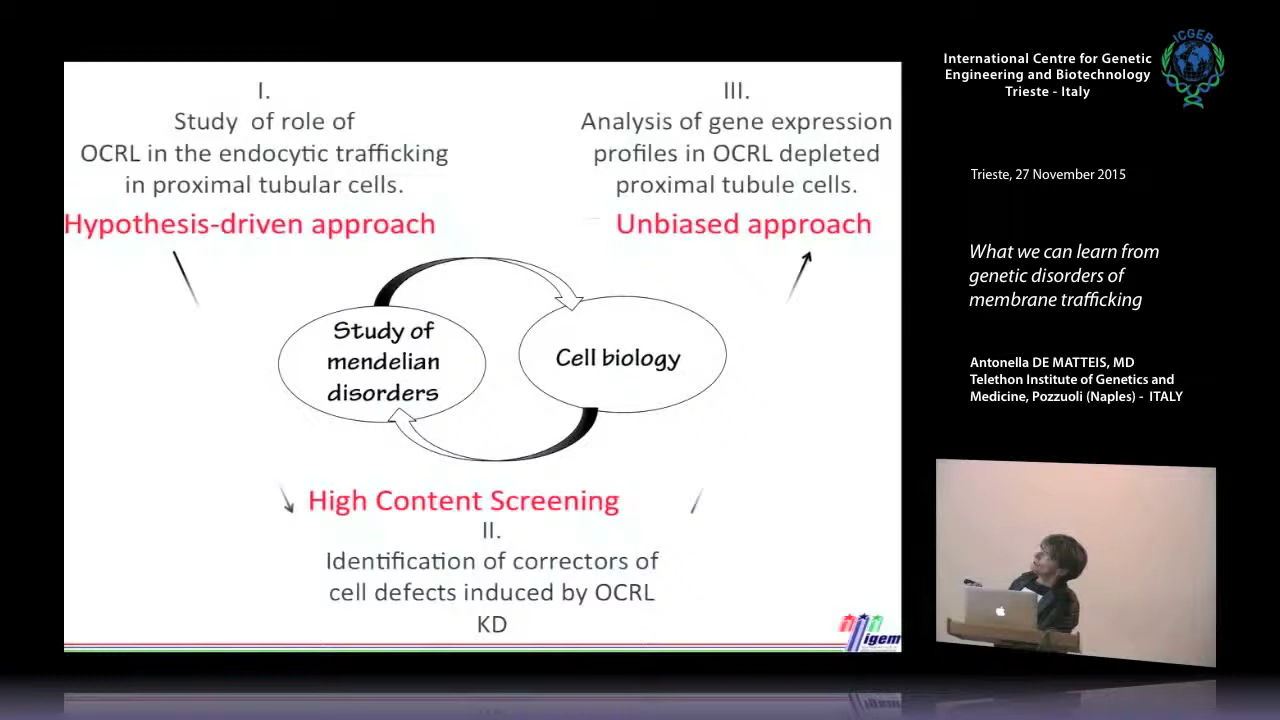 I.
Study of role of
OCRL in the endocytic trafficking
in proximal tubular cells.
Hypothesis-driven approach
III.
Analysis of gene expression
profiles in OCRL depleted
proximal tubule cells.
Unbiased approach
Study of
mendelian
disorders
Cell biology
High Content Screening
II.
Identification of correctors of
cell defects induced by OCRL
KD
igem
International Centre for Genetic
Engineering and Biotechnology
Trieste - Italy
ICGEB
Trieste, 27 November 2015
What we can learn from
genetic disorders of
membrane trafficking
Antonella DE MATTEIS, MD
Telethon Institute of Genetics and
Medicine, Pozzuoli (Naples) - ITALY